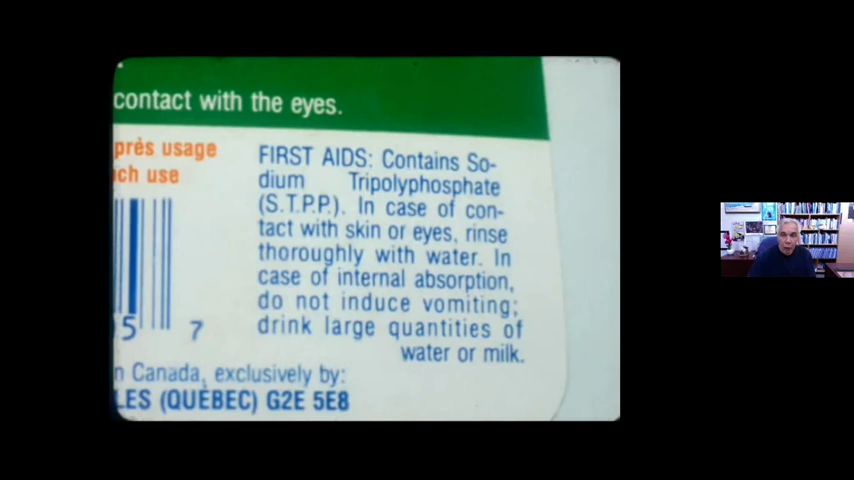 contact with the eyes.
près usage
ch use
FIRST AIDS: Contains So-
dium Tripolyphosphate
(S.T.P.P.). In case of con-
tact with skin or eyes, rinse
thoroughly with water. In
case of internal absorption,
do not induce vomiting;
drink large quantities of
water or milk.
5 7
n Canada, exclusively by:
LES (QUÉBEC) G2E 5E8